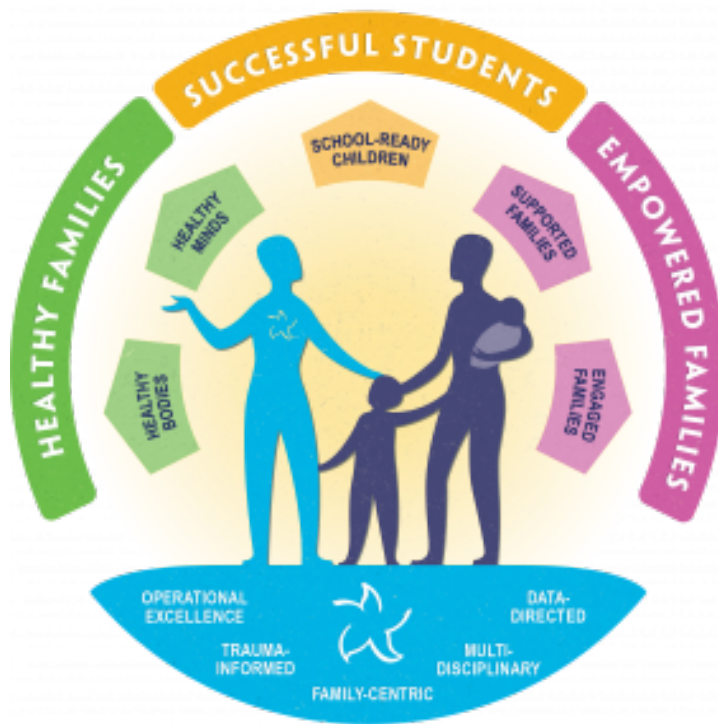 SUCCESSFUL STUDENTS
HEALTHY FAMILIES
EMPOWERED FAMILIES
SCHOOL-READY
CHILDREN
HEALTHY
MINDS
SUPPORTED
FAMILIES
HEALTHY
BODIES
ENGAGED
FAMILIES
OPERATIONAL
EXCELLENCE
DATA-
DIRECTED
TRAUMA-
INFORMED
MULTI-
DISCIPLINARY
FAMILY-CENTRIC